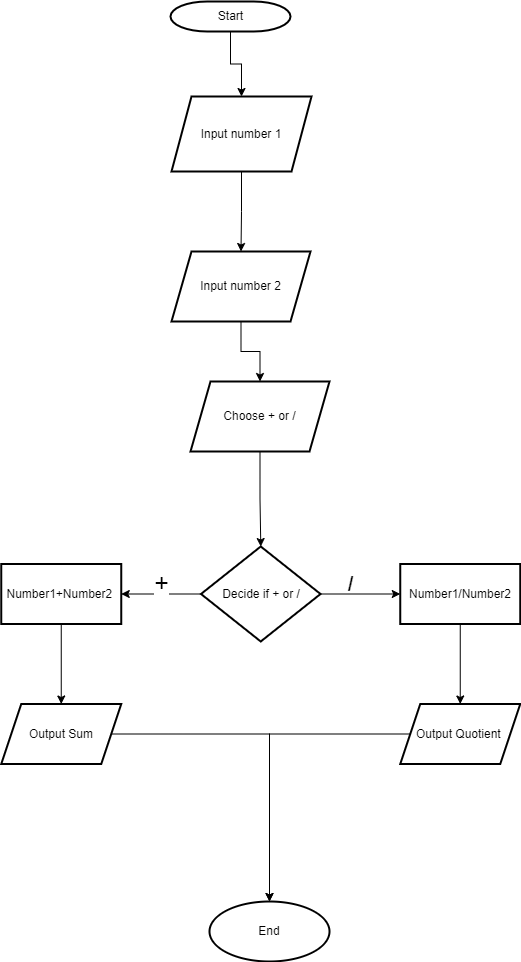 Start
Input number 1
Input number 2
Choose + or /
Decide if + or /
+
/
Number1+Number2
Number1/Number2
Output Sum
Output Quotient
End